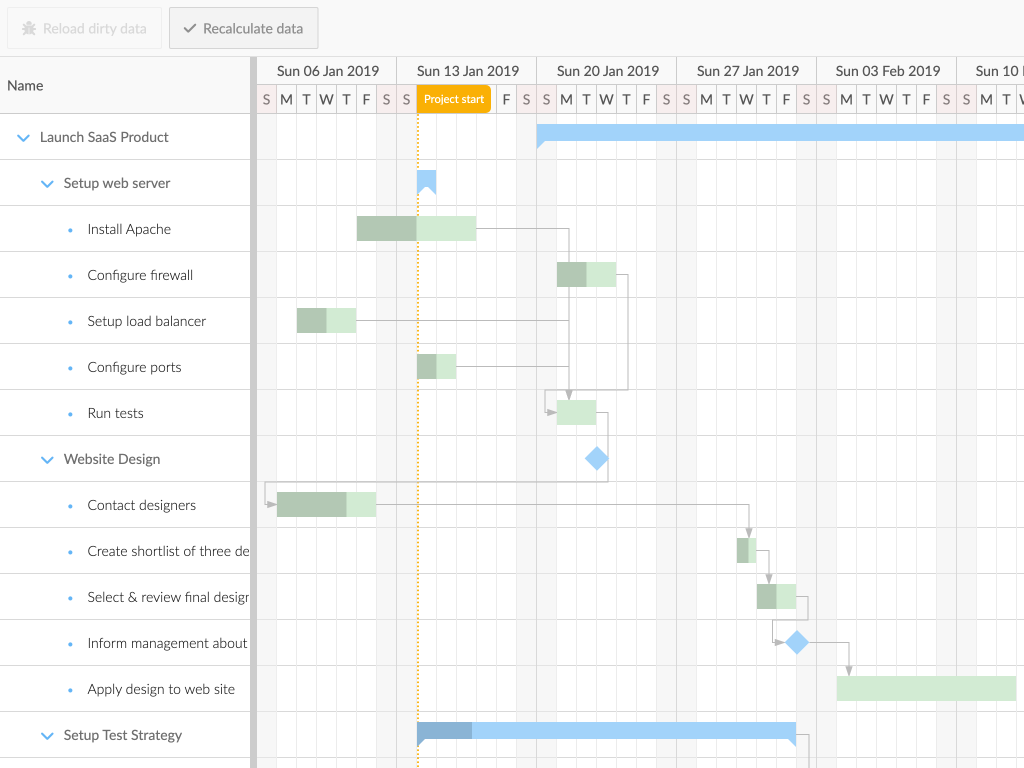 Reload dirty data
Recalculate data
Name
Sun 06 Jan 2019
Sun 13 Jan 2019
Sun 20 Jan 2019
Sun 27 Jan 2019
Sun 03 Feb 2019
Sun 10
S M T W T F S S Project start F S S M T W T F S S M T W T F S S M T W T F S S M T W
Launch SaaS Product
Setup web server
Install Apache
Configure firewall
Setup load balancer
Configure ports
Run tests
Website Design
Contact designers
Create shortlist of three de
Select & review final design
Inform management about
Apply design to web site
Setup Test Strategy